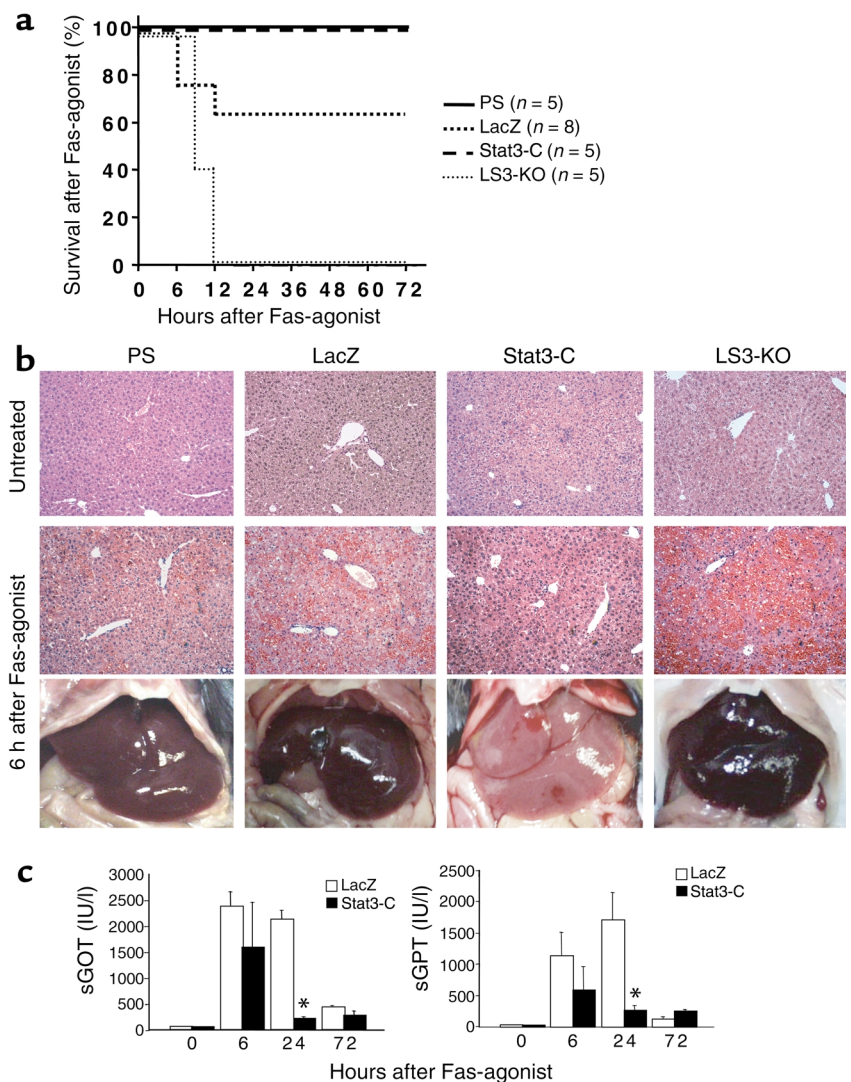 a
Survival after Fas-agonist (%)
100
80
60
40
20
0
0 6 12 24 36 48 60 72
Hours after Fas-agonist
PS (n = 5)
LacZ (n = 8)
Stat3-C (n = 5)
LS3-KO (n = 5)
b
PS LacZ Stat3-C LS3-KO
Untreated
6 h after Fas-agonist
c
sGOT (IU/l)
3000
2500
2000
1500
1000
500
0
LacZ
Stat3-C
*
0 6 24 72
sGPT (IU/l)
2500
2000
1500
1000
500
0
LacZ
Stat3-C
*
0 6 24 72
Hours after Fas-agonist